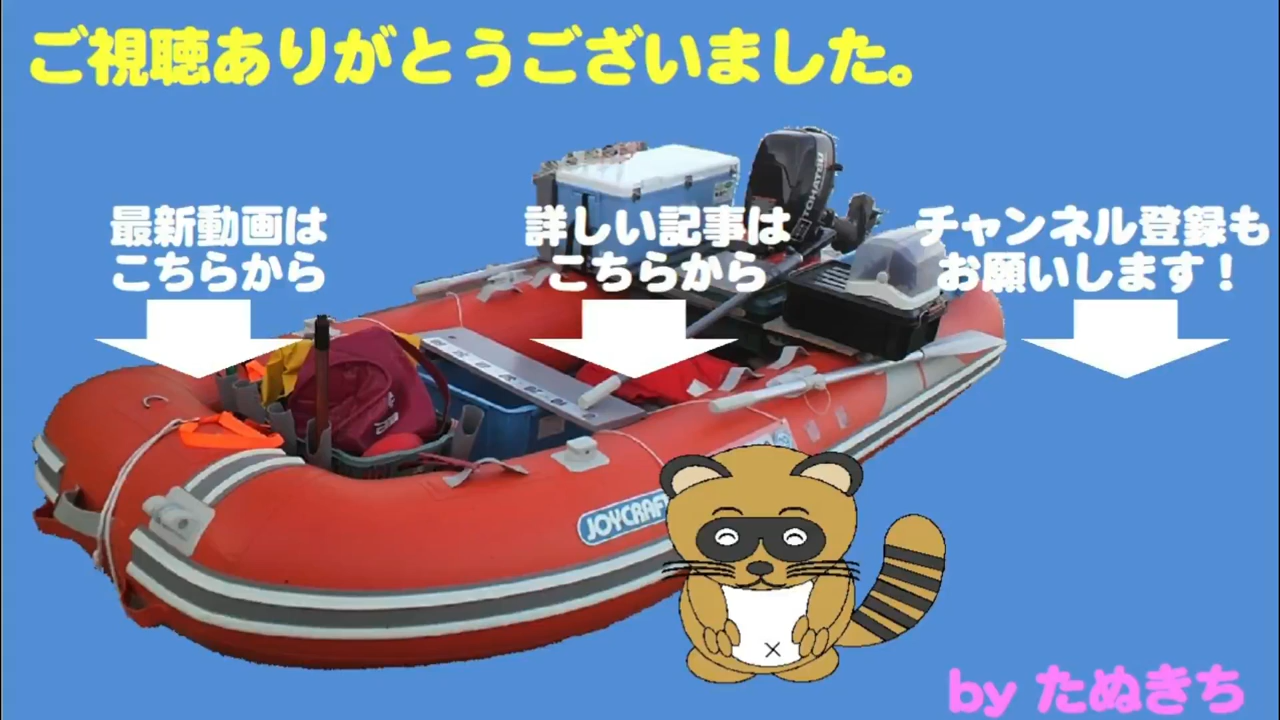 ご視聴ありがとうございました。
最新動画は
こちらから
詳しい記事は
こちらから
チャンネル登録も
お願いします！
TOHATSU
JOYCRAFT
by たぬきち